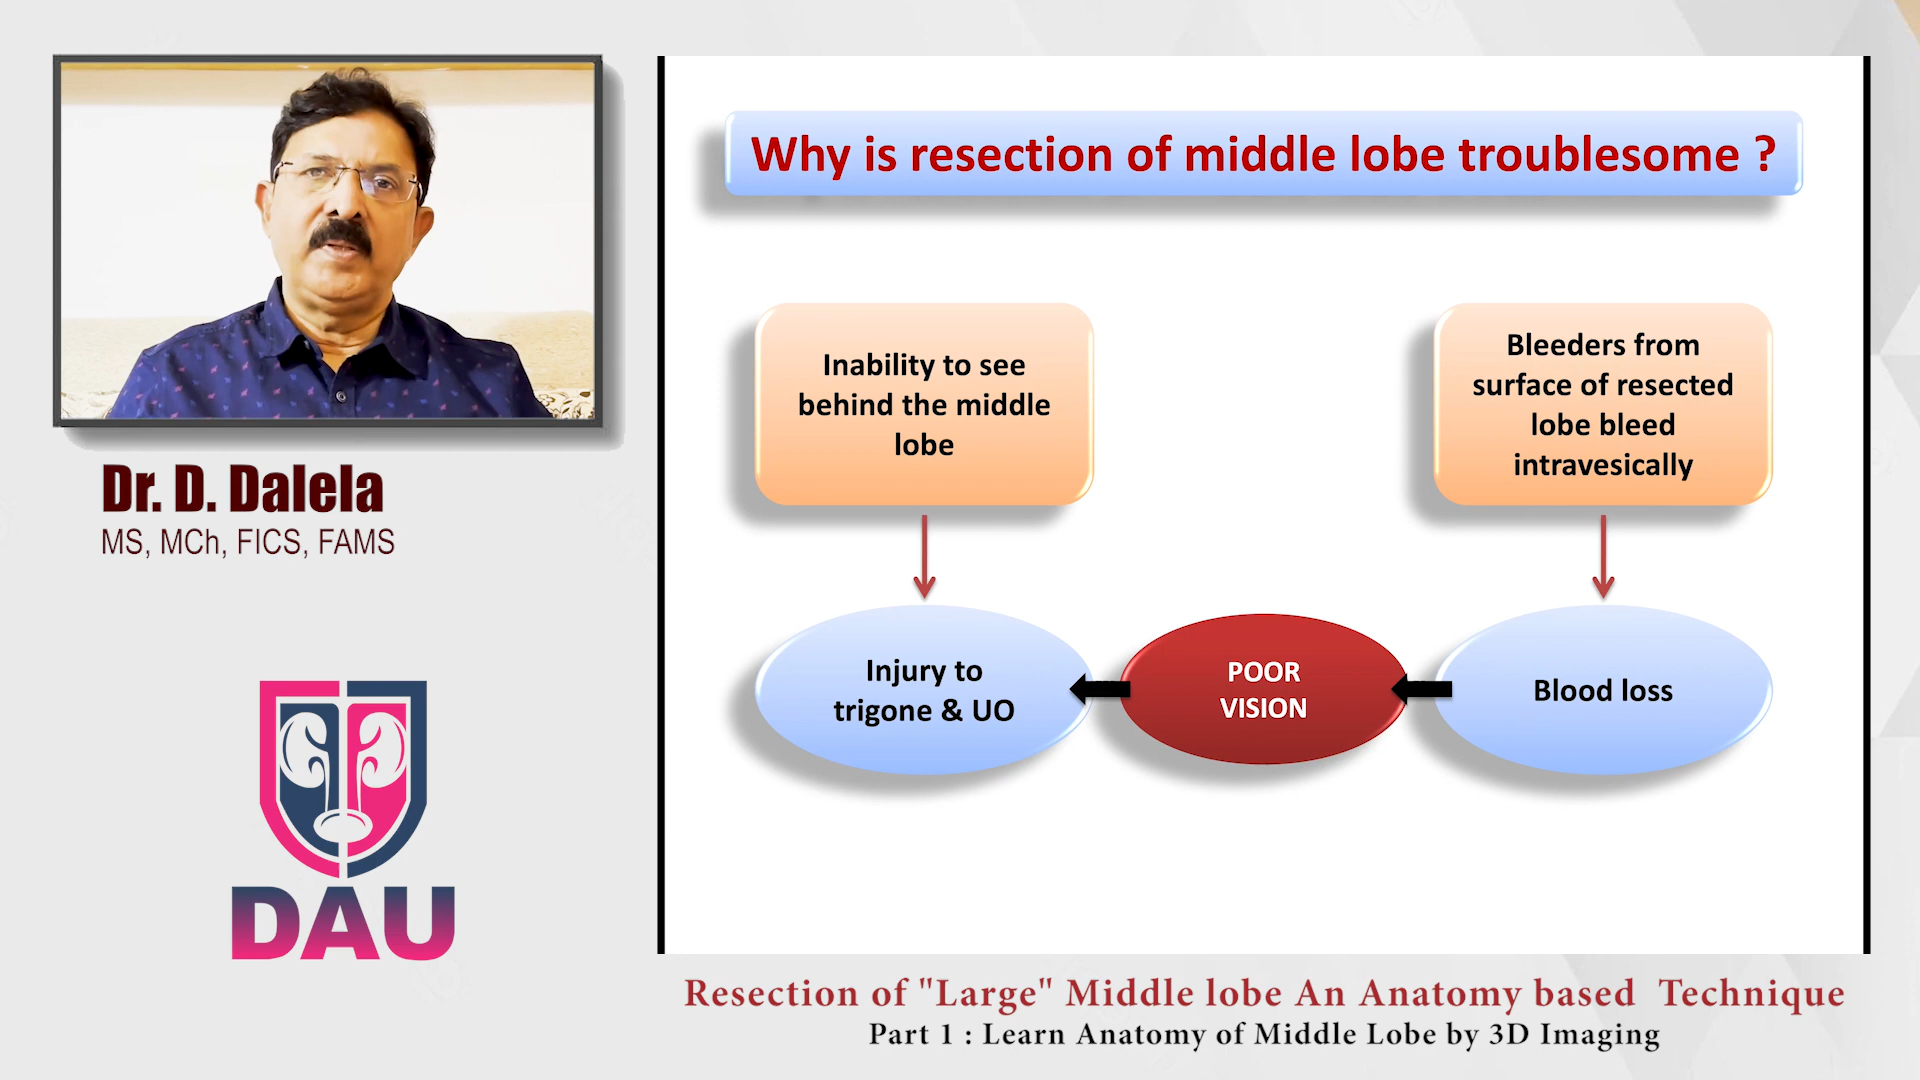 Dr. D. Dalela
MS, MCh, FICS, FAMS
DAU
Why is resection of middle lobe troublesome ?
Inability to see
behind the middle
lobe
Bleeders from
surface of resected
lobe bleed
intravesically
Injury to
trigone & UO
POOR
VISION
Blood loss
Resection of "Large" Middle lobe An Anatomy based Technique
Part 1 : Learn Anatomy of Middle Lobe by 3D Imaging